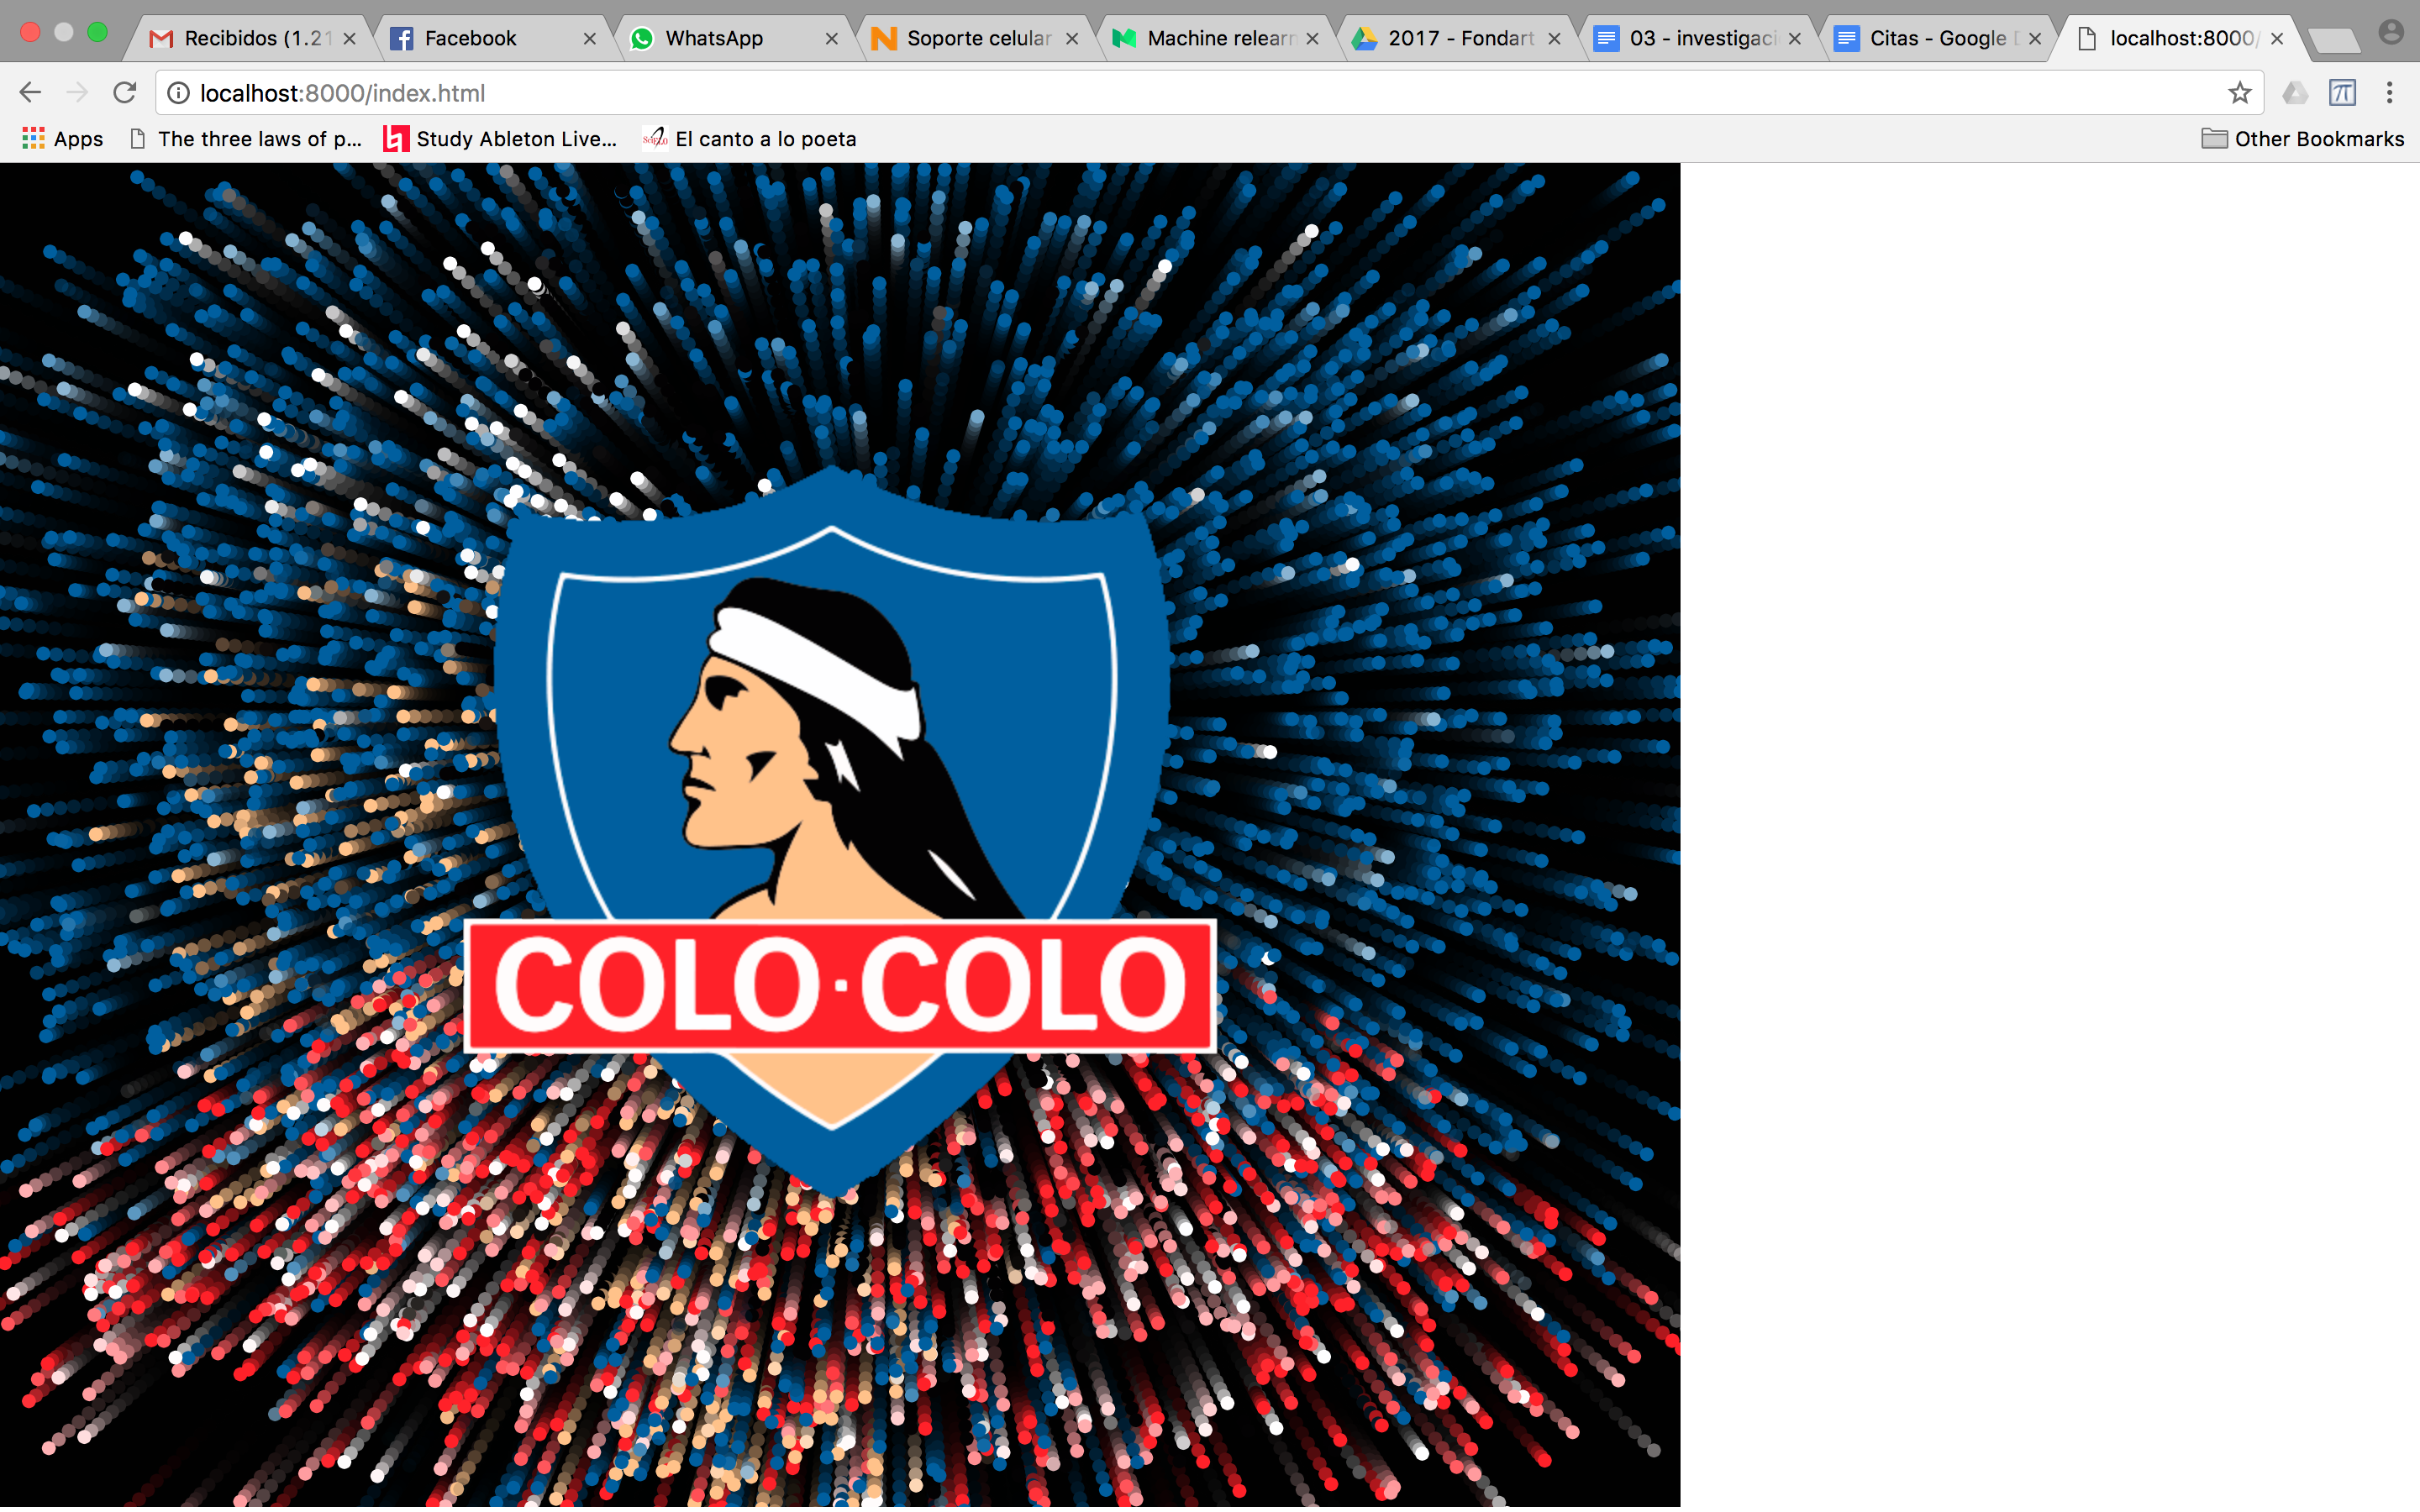 Recibidos (1.21
Facebook
WhatsApp
Soporte celular
Machine relearn
2017 - Fondart
03 - investigaci
Citas - Google D
localhost:8000/
localhost:8000/index.html
Apps
The three laws of p...
Study Ableton Live...
El canto a lo poeta
Other Bookmarks
COLO·COLO